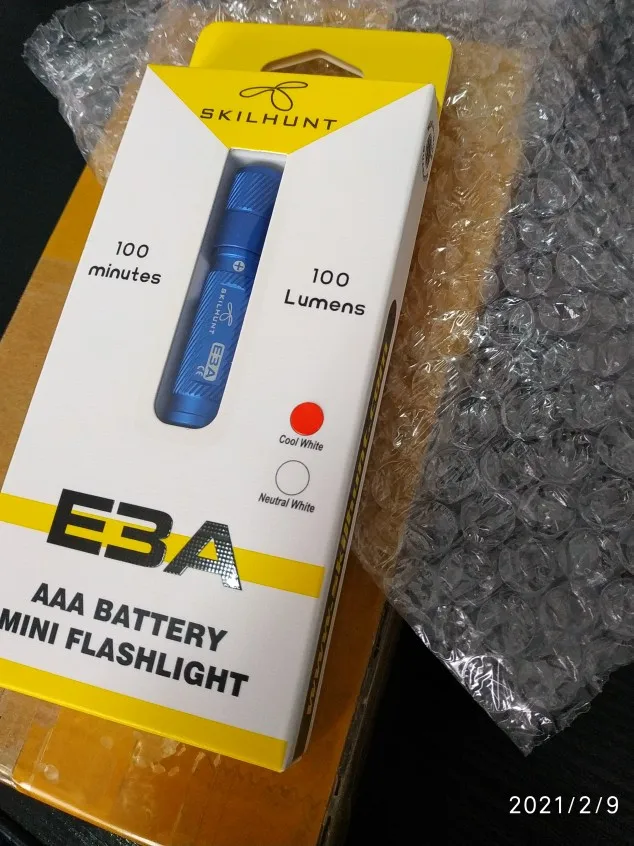 SKILHUNT
100
minutes
100
Lumens
SKILHUNT
E3A
CE
Cool White
Neutral White
E3A
AAA BATTERY
MINI FLASHLIGHT
2021/2/9